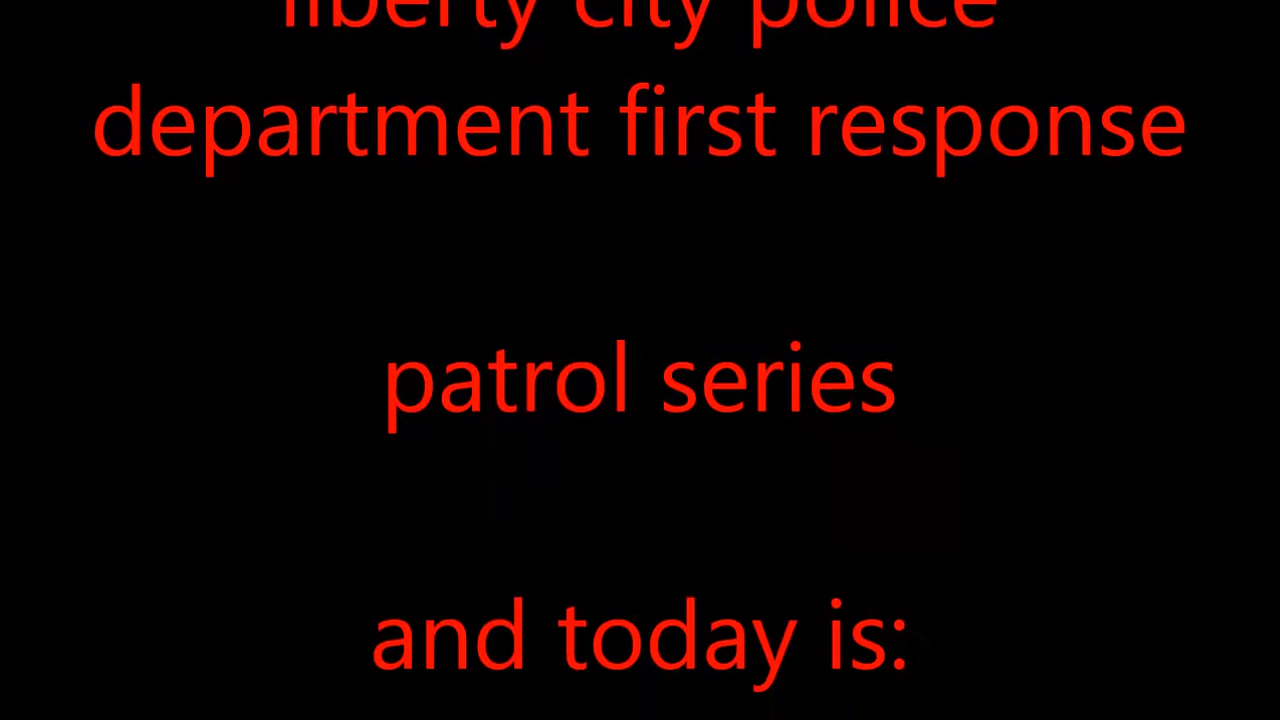 liberty city police
department first response
patrol series
and today is: